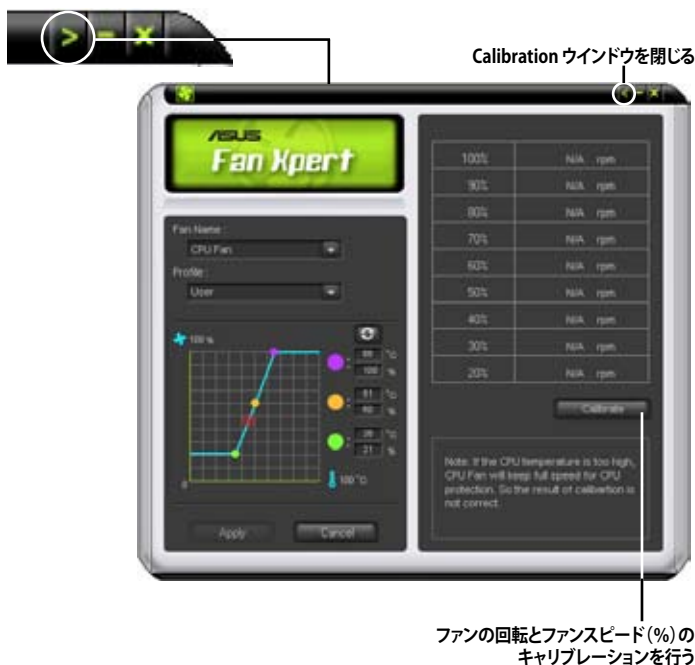 Calibration ウインドウを閉じる
ASUS
Fan Xpert
Fan Name :
CPU Fan
Profile :
User
100 %
°C
100 %
°C
%
°C
%
0
100 °C
Apply
Cancel
100% N/A rpm
90% N/A rpm
80% N/A rpm
70% N/A rpm
60% N/A rpm
50% N/A rpm
40% N/A rpm
30% N/A rpm
20% N/A rpm
Calibrate
Note: If the CPU temperature is too high,
CPU Fan will keep full speed for CPU
protection. So the result of calibartion is
not correct.
ファンの回転とファンスピード（%）の
キャリブレーションを行う